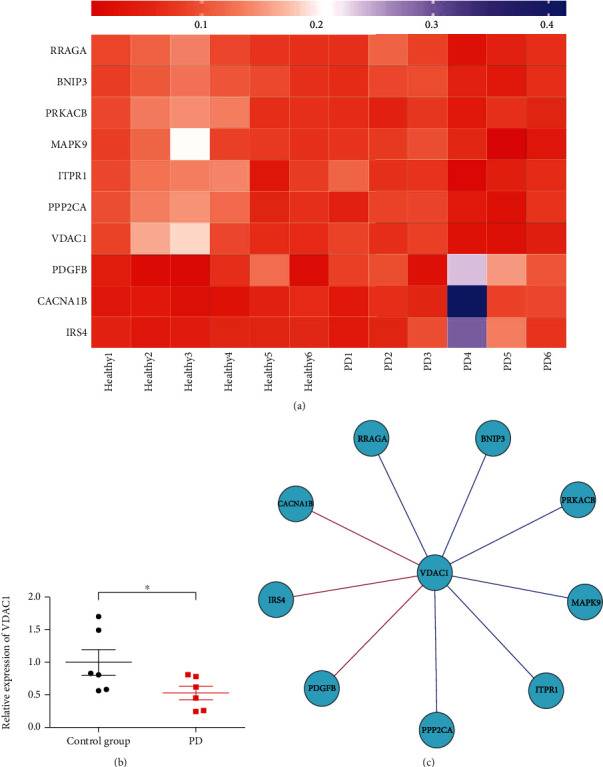 0.1 0.2 0.3 0.4
RRAGA
BNIP3
PRKACB
MAPK9
ITPR1
PPP2CA
VDAC1
PDGFB
CACNA1B
IRS4
Healthy1 Healthy2 Healthy3 Healthy4 Healthy5 Healthy6 PD1 PD2 PD3 PD4 PD5 PD6
(a)
Relative expression of VDAC1
2.0
1.5
1.0
0.5
0.0
*
Control group PD
(b)
RRAGA
BNIP3
CACNA1B
PRKACB
VDAC1
IRS4
MAPK9
PDGFB
ITPR1
PPP2CA
(c)